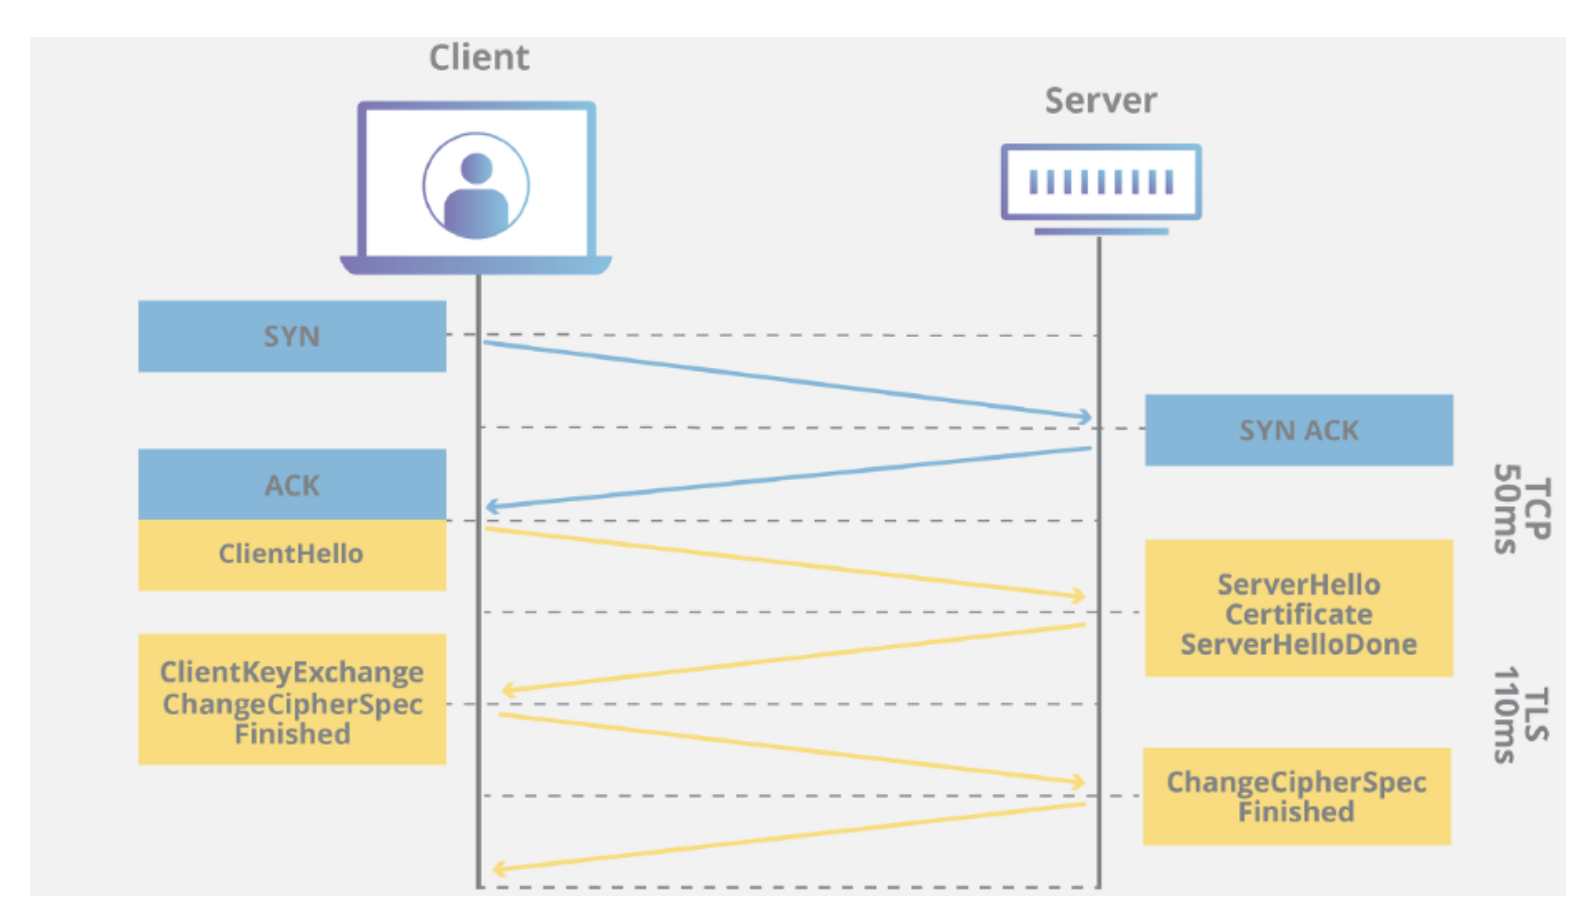 Client
Server
SYN
SYN ACK
ACK
ClientHello
TCP
50ms
ServerHello
Certificate
ServerHelloDone
ClientKeyExchange
ChangeCipherSpec
Finished
TLS
110ms
ChangeCipherSpec
Finished